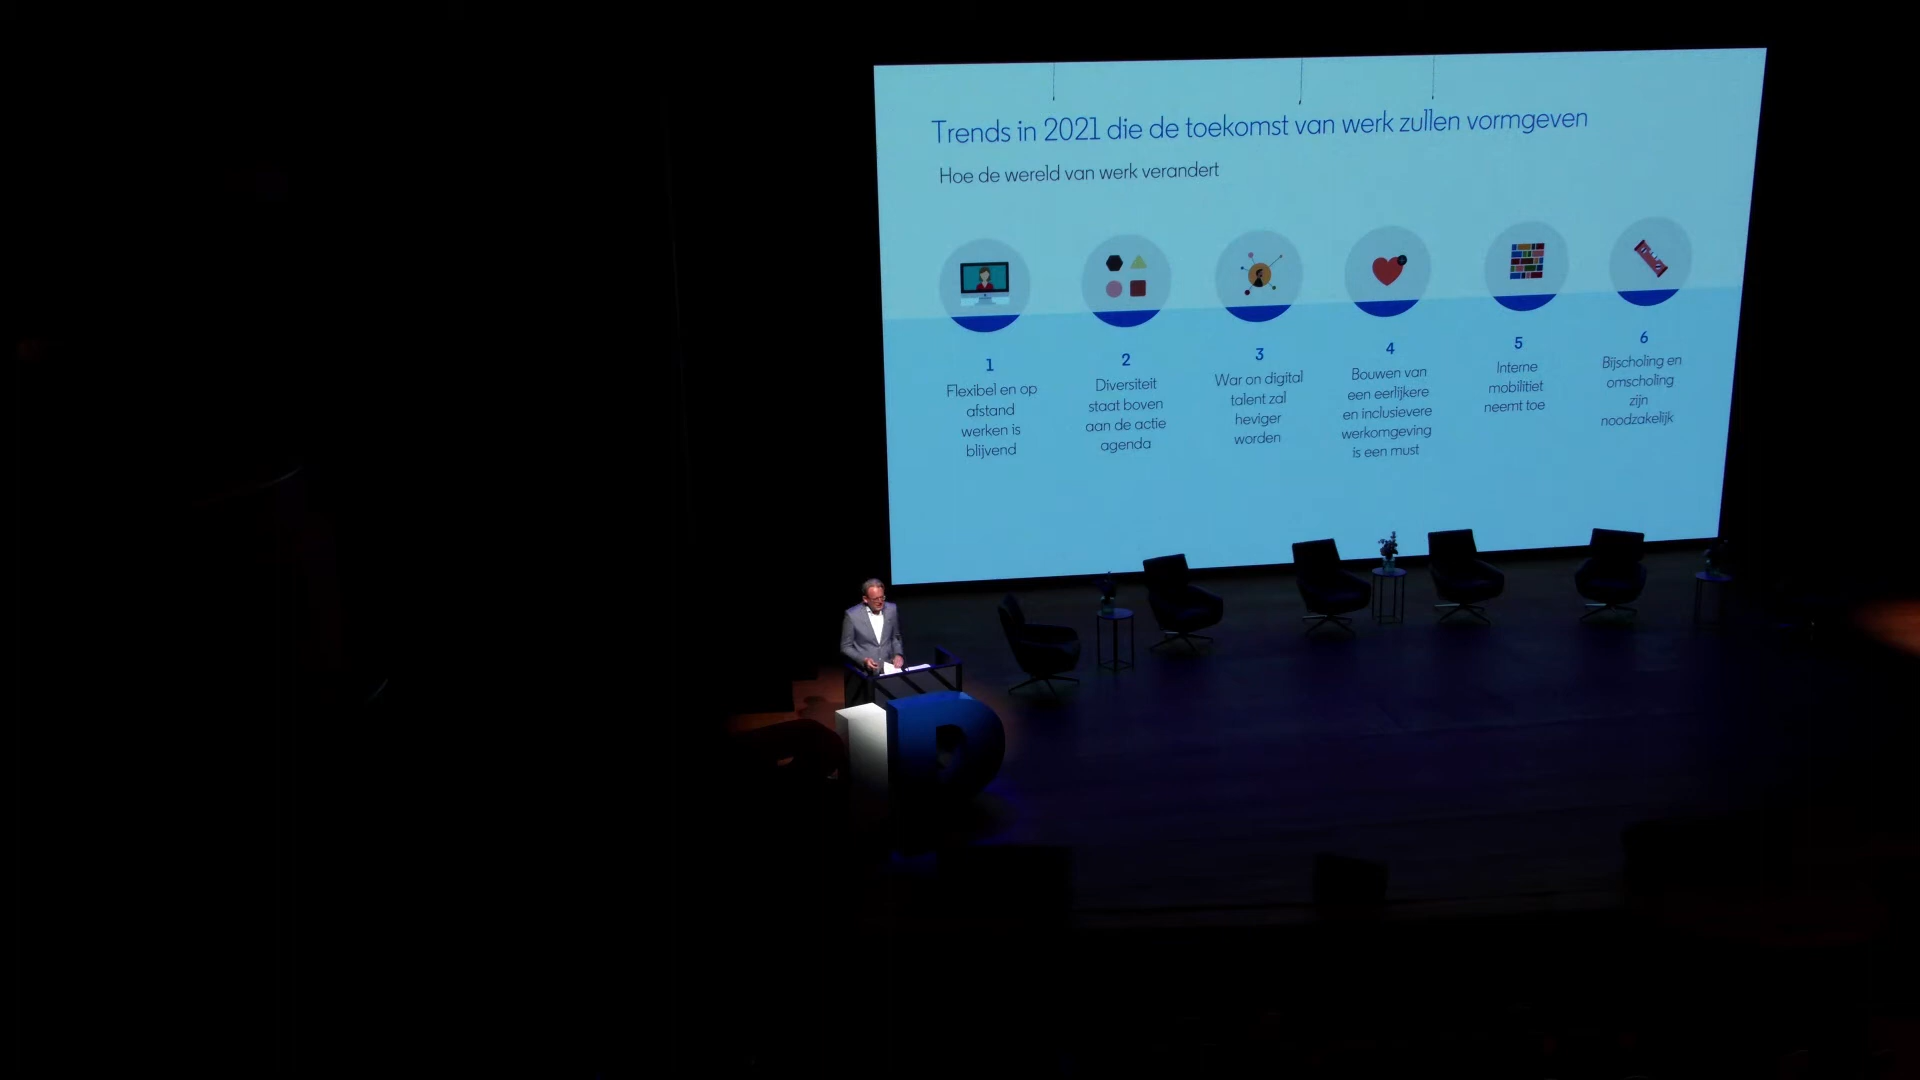 Trends in 2021 die de toekomst van werk zullen vormgeven
Hoe de wereld van werk verandert
1
Flexibel en op
afstand
werken is
blijvend
2
Diversiteit
staat boven
aan de actie
agenda
3
War on digital
talent zal
heviger
worden
4
Bouwen van
een eerlijkere
en inclusievere
werkomgeving
is een must
5
Interne
mobilitiet
neemt toe
6
Bijscholing en
omscholing
zijn
noodzakelijk
D